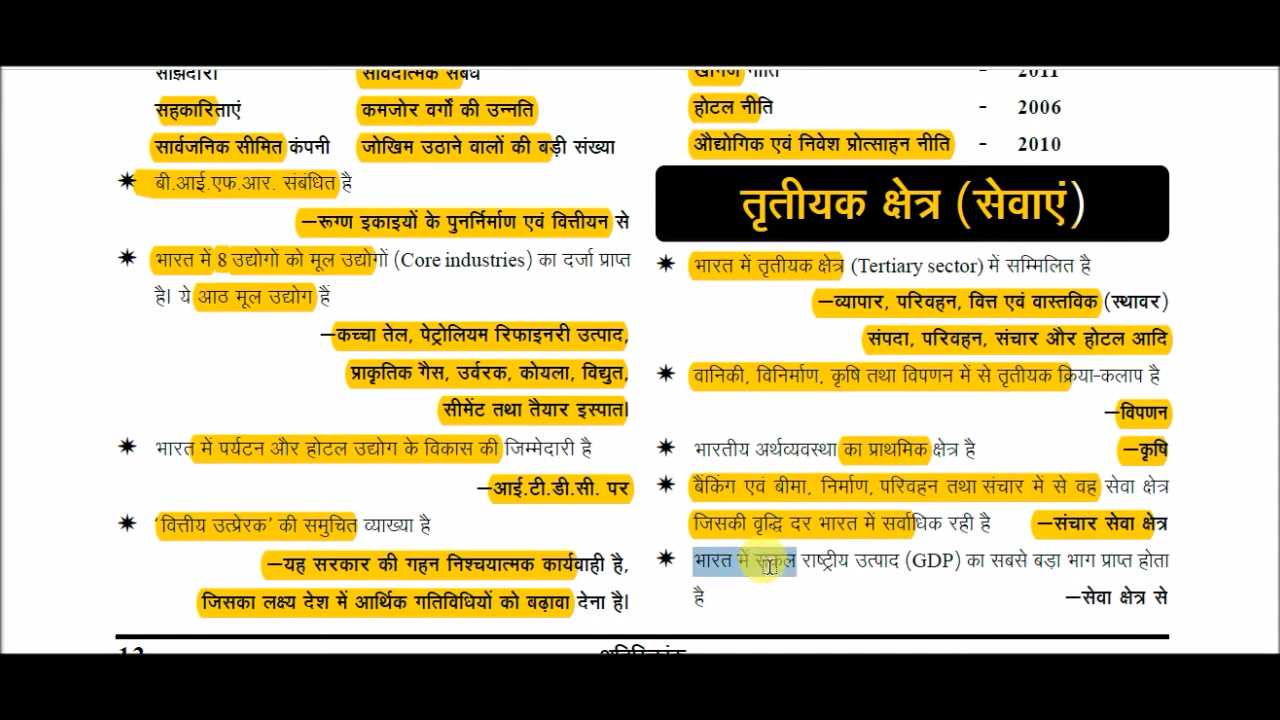 साझेदारी संविदात्मक संबंध
सहकारिताएं कमजोर वर्गों की उन्नति
सार्वजनिक सीमित कंपनी जोखिम उठाने वालों की बड़ी संख्या
✷ बी.आई.एफ.आर. संबंधित है
–रूग्ण इकाइयों के पुनर्निर्माण एवं वित्तीयन से
✷ भारत में 8 उद्योगों को मूल उद्योगों (Core industries) का दर्जा प्राप्त
है। ये आठ मूल उद्योग हैं
–कच्चा तेल, पेट्रोलियम रिफाइनरी उत्पाद,
प्राकृतिक गैस, उर्वरक, कोयला, विद्युत,
सीमेंट तथा तैयार इस्पात।
✷ भारत में पर्यटन और होटल उद्योग के विकास की जिम्मेदारी है
–आई.टी.डी.सी. पर
✷ 'वित्तीय उत्प्रेरक' की समुचित व्याख्या है
–यह सरकार की गहन निश्चयात्मक कार्यवाही है,
जिसका लक्ष्य देश में आर्थिक गतिविधियों को बढ़ावा देना है।
खनिज नीति - 2011
होटल नीति - 2006
औद्योगिक एवं निवेश प्रोत्साहन नीति - 2010
तृतीयक क्षेत्र (सेवाएं)
✷ भारत में तृतीयक क्षेत्र (Tertiary sector) में सम्मिलित है
–व्यापार, परिवहन, वित्त एवं वास्तविक (स्थावर)
संपदा, परिवहन, संचार और होटल आदि
✷ वानिकी, विनिर्माण, कृषि तथा विपणन में से तृतीयक क्रिया-कलाप है
–विपणन
✷ भारतीय अर्थव्यवस्था का प्राथमिक क्षेत्र है –कृषि
✷ बैंकिंग एवं बीमा, निर्माण, परिवहन तथा संचार में से वह सेवा क्षेत्र
जिसकी वृद्धि दर भारत में सर्वाधिक रही है –संचार सेवा क्षेत्र
✷ भारत में सकल राष्ट्रीय उत्पाद (GDP) का सबसे बड़ा भाग प्राप्त होता
है –सेवा क्षेत्र से